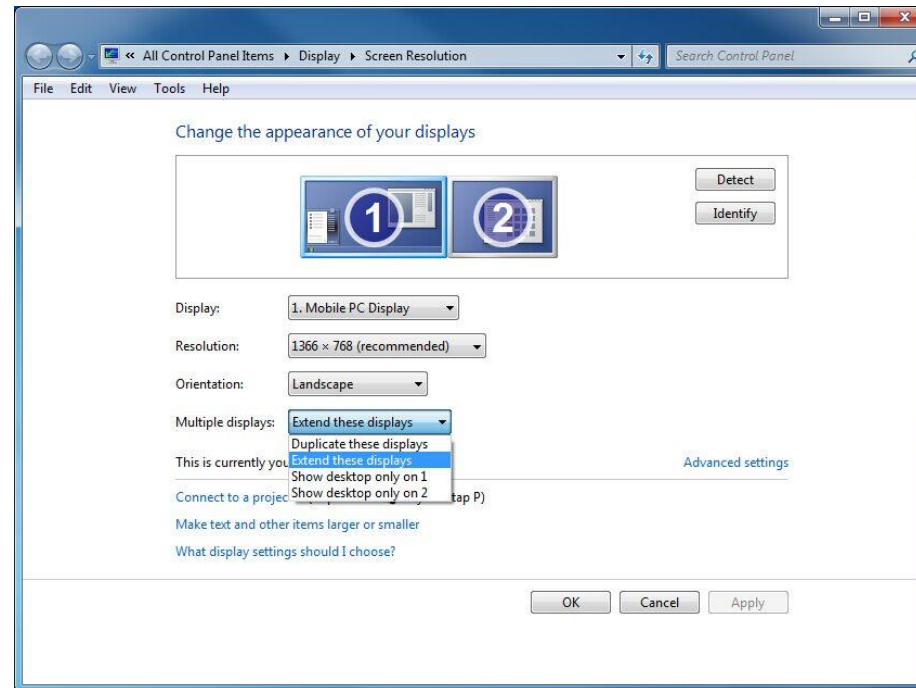 « All Control Panel Items ▸ Display ▸ Screen Resolution
Search Control Panel
File Edit View Tools Help
Change the appearance of your displays
1 2
Detect
Identify
Display: 1. Mobile PC Display
Resolution: 1366 × 768 (recommended)
Orientation: Landscape
Multiple displays: Extend these displays
Duplicate these displays
This is currently Extend these displays Advanced settings
Show desktop only on 1
Connect to a Show desktop only on 2 tap P)
Make text and other items larger or smaller
What display settings should I choose?
OK Cancel Apply